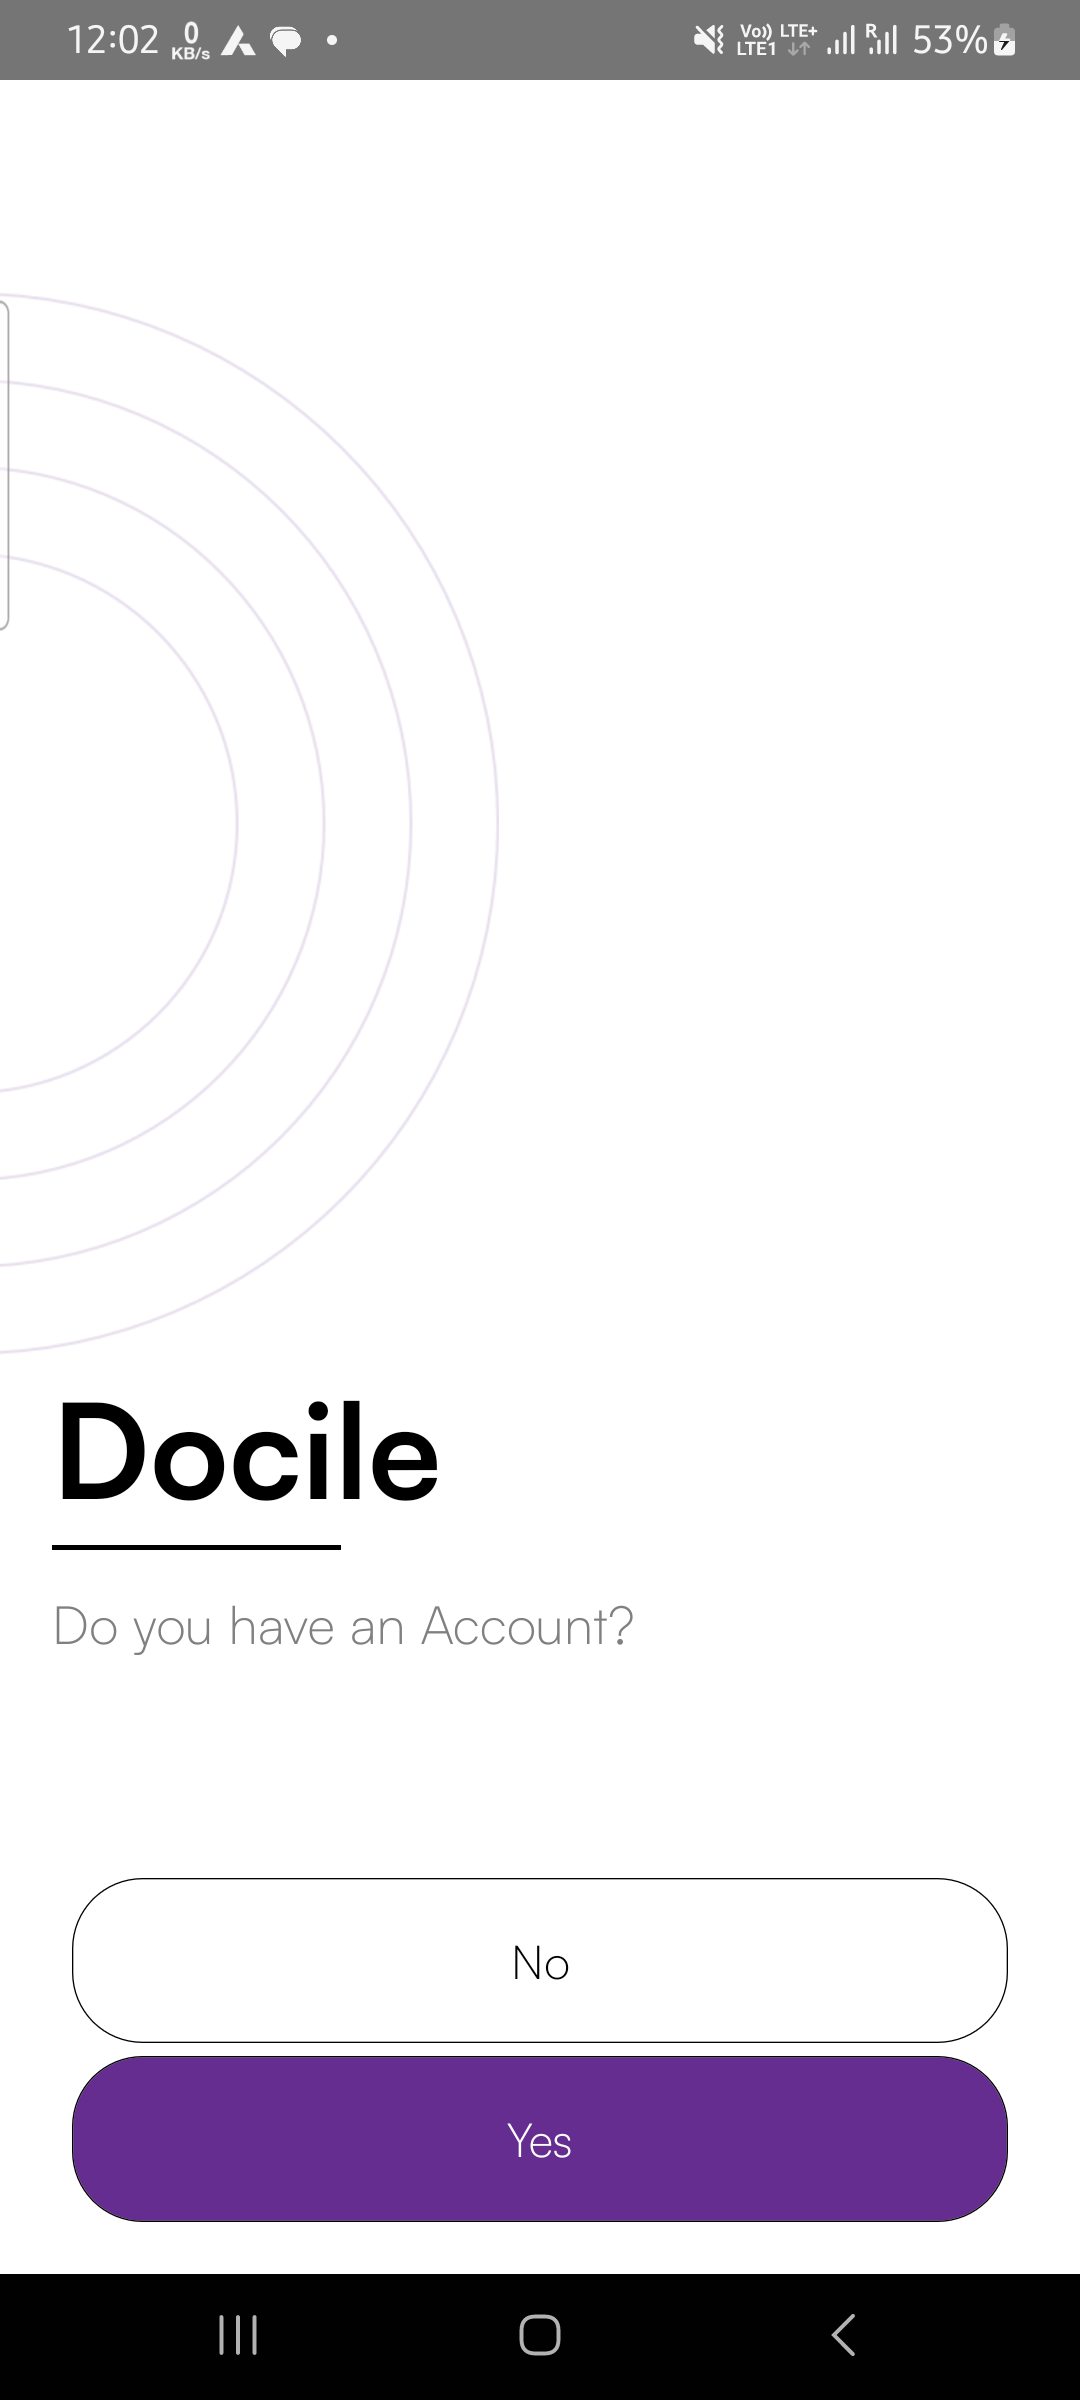 12:02 0 KB/s Vo)) LTE1 LTE+ R 53%
Docile
Do you have an Account?
No
Yes